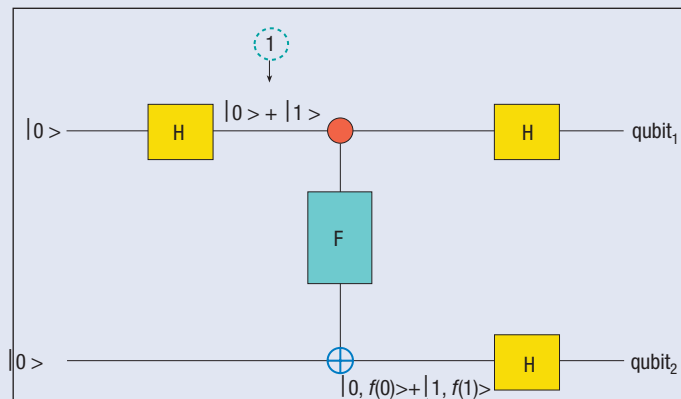 1
|0 > + |1 >
|0 >
H
H
qubit₁
F
|0 >
H
qubit₂
|0, f(0)>+|1, f(1)>